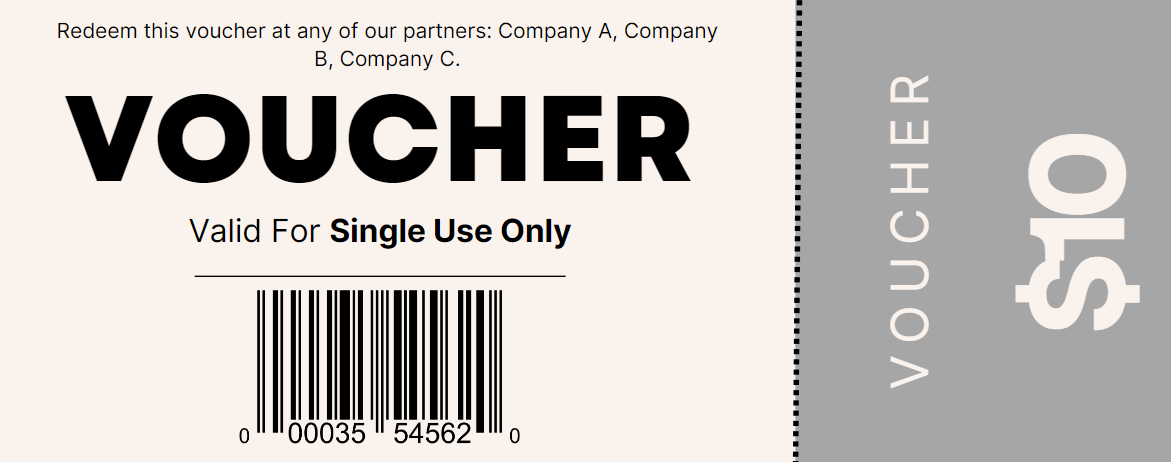 Redeem this voucher at any of our partners: Company A, Company
B, Company C.
VOUCHER
Valid For Single Use Only
0 00035 54562 0
VOUCHER
$10